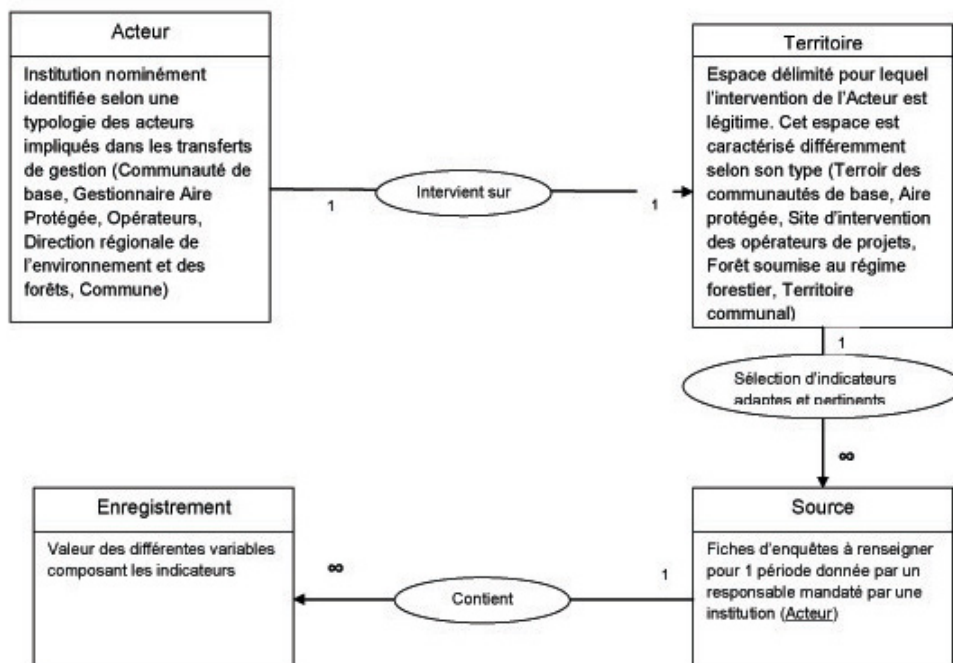 Acteur
Institution nominément
identifiée selon une
typologie des acteurs
impliqués dans les transferts
de gestion (Communauté de
base, Gestionnaire Aire
Protégée, Opérateurs,
Direction régionale de
l'environnement et des
forêts, Commune)
1
Intervient sur
1
Territoire
Espace délimité pour lequel
l'intervention de l'Acteur est
légitime. Cet espace est
caractérisé différemment
selon son type (Terroir des
communautés de base, Aire
protégée, Site d'intervention
des opérateurs de projets,
Forêt soumise au régime
forestier, Territoire
communal)
1
Sélection d'indicateurs
adaptes et pertinents
∞
Source
Fiches d'enquêtes à renseigner
pour 1 période donnée par un
responsable mandaté par une
institution (Acteur)
1
Contient
∞
Enregistrement
Valeur des différentes variables
composant les indicateurs